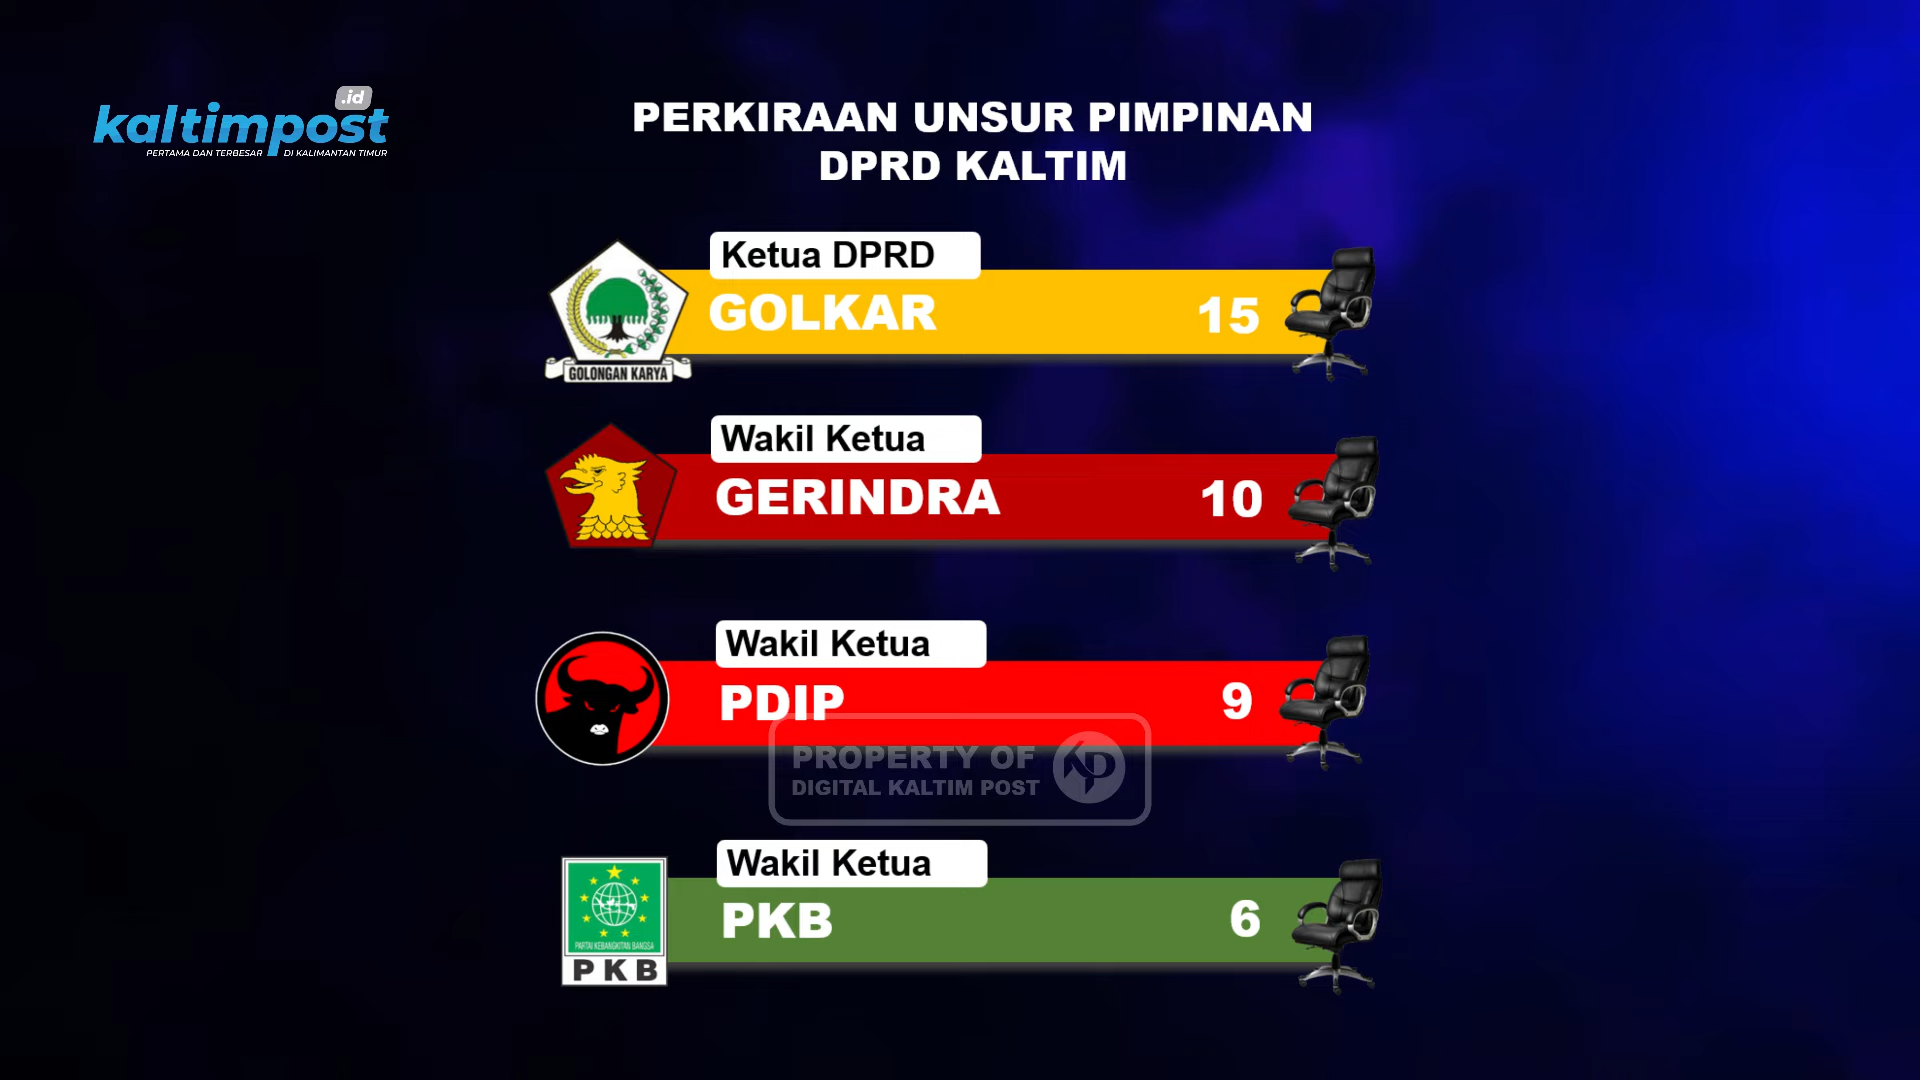 kaltimpost.id
PERTAMA DAN TERBESAR DI KALIMANTAN TIMUR
PERKIRAAN UNSUR PIMPINAN
DPRD KALTIM
Ketua DPRD
GOLKAR 15
GOLONGAN KARYA
Wakil Ketua
GERINDRA 10
Wakil Ketua
PDIP 9
PROPERTY OF
DIGITAL KALTIM POST
KP
Wakil Ketua
PKB 6
PARTAI KEBANGKITAN BANGSA
PKB